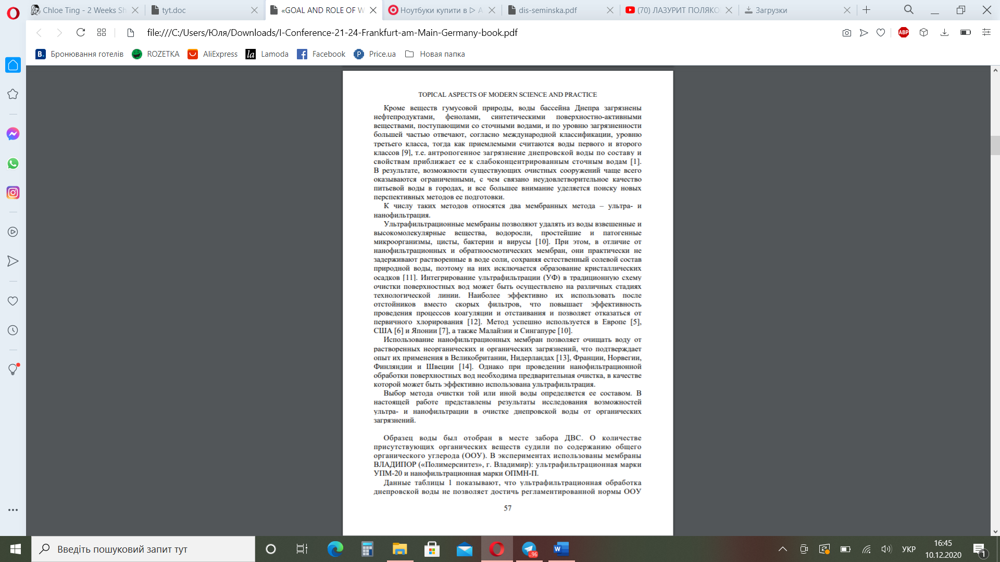 Chloe Ting - 2 Weeks Sh
tyt.doc
«GOAL AND ROLE OF W
Ноутбуки купити в ▷ А
dis-seminska.pdf
(70) ЛАЗУРИТ ПОЛЯКО
Загрузки
file:///C:/Users/Юля/Downloads/I-Conference-21-24-Frankfurt-am-Main-Germany-book.pdf
ABP
B. Бронювання готелів
ROZETKA
AliExpress
la Lamoda
Facebook
P Price.ua
Новая папка
TOPICAL ASPECTS OF MODERN SCIENCE AND PRACTICE
Кроме веществ гумусовой природы, воды бассейна Днепра загрязнены
нефтепродуктами, фенолами, синтетическими поверхностно-активными
веществами, поступающими со сточными водами, и по уровню загрязненности
большей частью отвечают, согласно международной классификации, уровню
третьего класса, тогда как приемлемыми считаются воды первого и второго
классов [9], т.е. антропогенное загрязнение днепровской воды по составу и
свойствам приближает ее к слабоконцентрированным сточным водам [1].
В результате, возможности существующих очистных сооружений чаще всего
оказываются ограниченными, с чем связано неудовлетворительное качество
питьевой воды в городах, и все большее внимание уделяется поиску новых
перспективных методов ее подготовки.
К числу таких методов относятся два мембранных метода – ультра- и
нанофильтрация.
Ультрафильтрационные мембраны позволяют удалять из воды взвешенные и
высокомолекулярные вещества, водоросли, простейшие и патогенные
микроорганизмы, цисты, бактерии и вирусы [10]. При этом, в отличие от
нанофильтрационных и обратноосмотических мембран, они практически не
задерживают растворенные в воде соли, сохраняя естественный солевой состав
природной воды, поэтому на них исключается образование кристаллических
осадков [11]. Интегрирование ультрафильтрации (УФ) в традиционную схему
очистки поверхностных вод может быть осуществлено на различных стадиях
технологической линии. Наиболее эффективно их использовать после
отстойников вместо скорых фильтров, что повышает эффективность
проведения процессов коагуляции и отстаивания и позволяет отказаться от
первичного хлорирования [12]. Метод успешно используется в Европе [5],
США [6] и Японии [7], а также Малайзии и Сингапуре [10].
Использование нанофильтрационных мембран позволяет очищать воду от
растворенных неорганических и органических загрязнений, что подтверждает
опыт их применения в Великобритании, Нидерландах [13], Франции, Норвегии,
Финляндии и Швеции [14]. Однако при проведении нанофильтрационной
обработки поверхностных вод необходима предварительная очистка, в качестве
которой может быть эффективно использована ультрафильтрация.
Выбор метода очистки той или иной воды определяется ее составом. В
настоящей работе представлены результаты исследования возможностей
ультра- и нанофильтрации в очистке днепровской воды от органических
загрязнений.
Образец воды был отобран в месте забора ДВС. О количестве
присутствующих органических веществ судили по содержанию общего
органического углерода (ООУ). В экспериментах использованы мембраны
ВЛАДИПОР («Полимерсинтез», г. Владимир): ультрафильтрационная марки
УПМ-20 и нанофильтрационная марки ОПМН-П.
Данные таблицы 1 показывают, что ультрафильтрационная обработка
днепровской воды не позволяет достичь регламентированной нормы ООУ
57
Введіть пошуковий запит тут
..96
W
УКР
16:45
10.12.2020
1